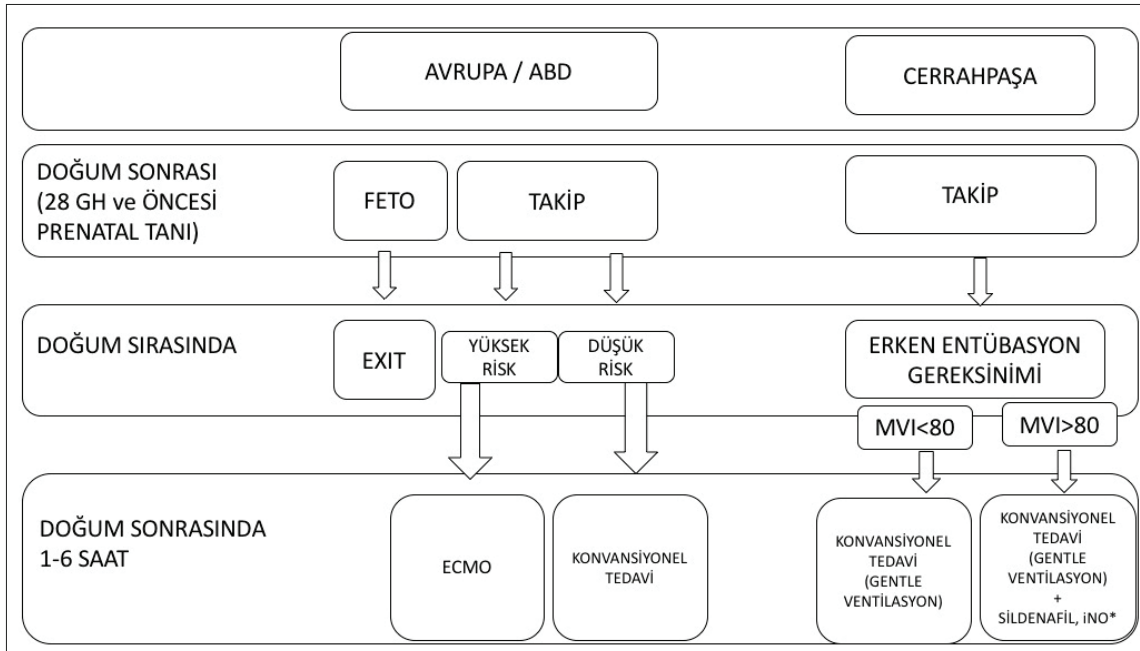 AVRUPA / ABD
CERRAHPAŞA
DOĞUM SONRASI
(28 GH ve ÖNCESİ
PRENATAL TANI)
FETO
TAKİP
TAKİP
DOĞUM SIRASINDA
EXIT
YÜKSEK
RİSK
DÜŞÜK
RİSK
ERKEN ENTÜBASYON
GEREKSİNİMİ
MVI<80
MVI>80
DOĞUM SONRASINDA
1-6 SAAT
ECMO
KONVANSİYONEL
TEDAVİ
KONVANSİYONEL
TEDAVİ
(GENTLE
VENTİLASYON)
KONVANSİYONEL
TEDAVİ
(GENTLE
VENTİLASYON)
+
SİLDENAFİL, iNO*